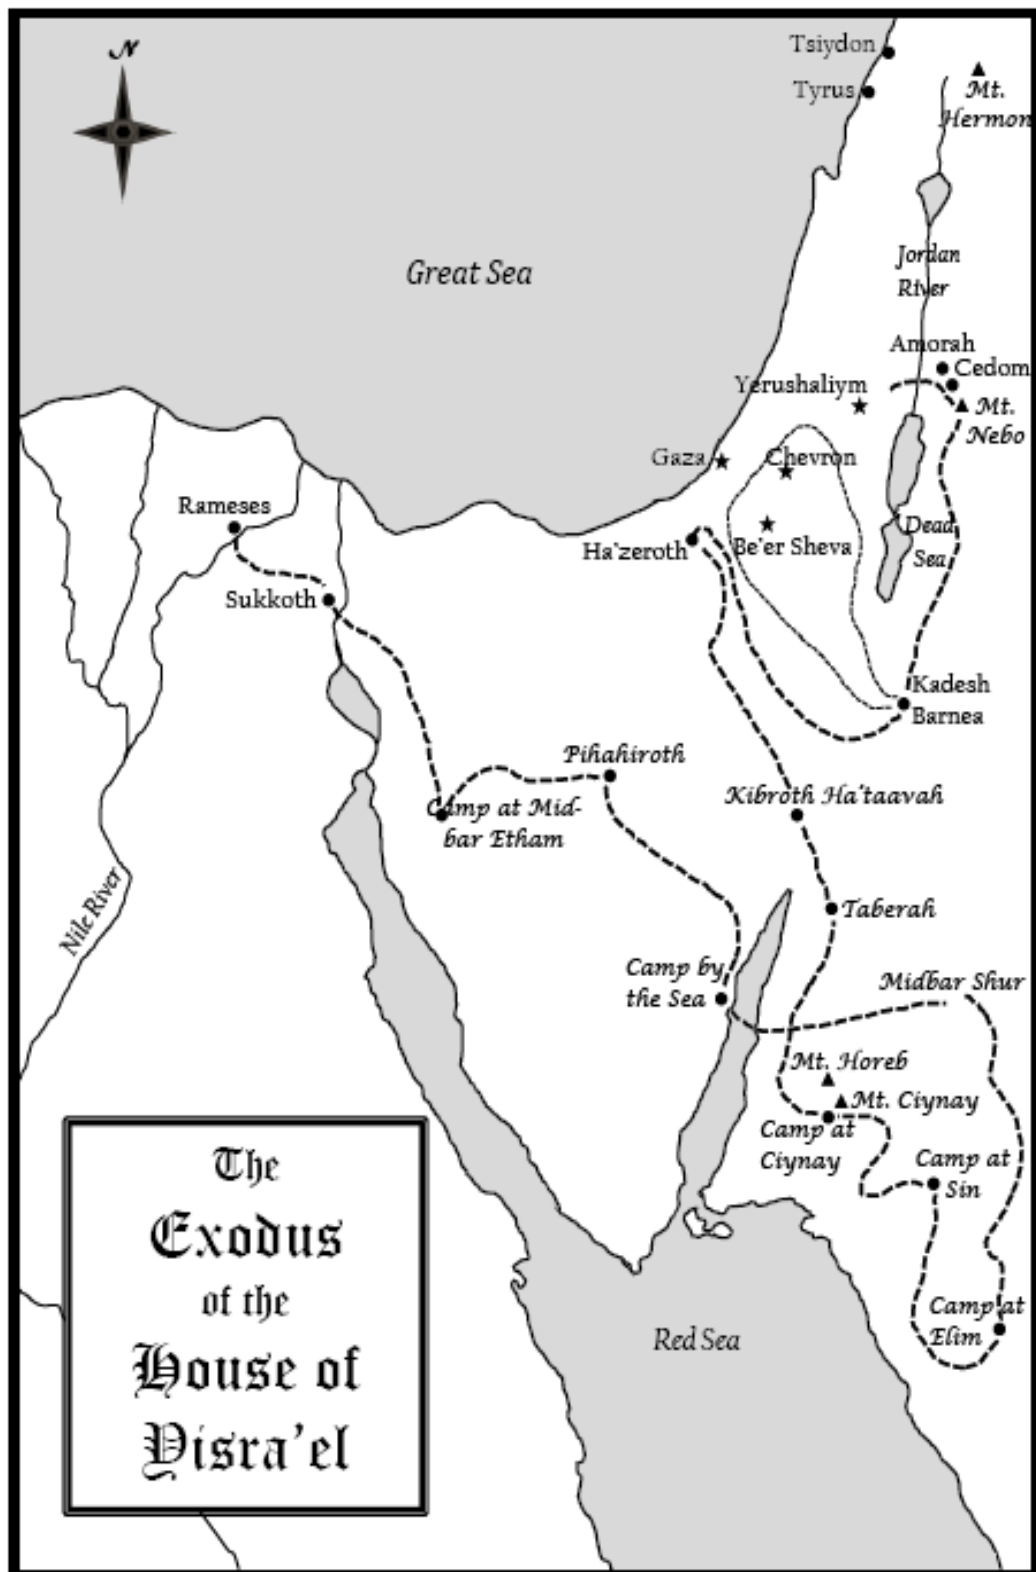 N
Tsiydon
Tyrus
Mt.
Hermon
Great Sea
Jordan
River
Amorah
Cedom
Yerushaliym
Mt.
Nebo
Gaza
Chevron
Rameses
Dead
Sea
Ha'zeroth
Be'er Sheva
Sukkoth
Kadesh
Barnea
Pihahiroth
Kibroth Ha'taavah
Camp at Mid-
bar Etham
Nile River
Taberah
Camp by
the Sea
Midbar Shur
Mt. Horeb
Mt. Ciynay
Camp at
Ciynay
Camp at
Sin
The
Exodus
of the
House of
Yisra'el
Camp at
Elim
Red Sea